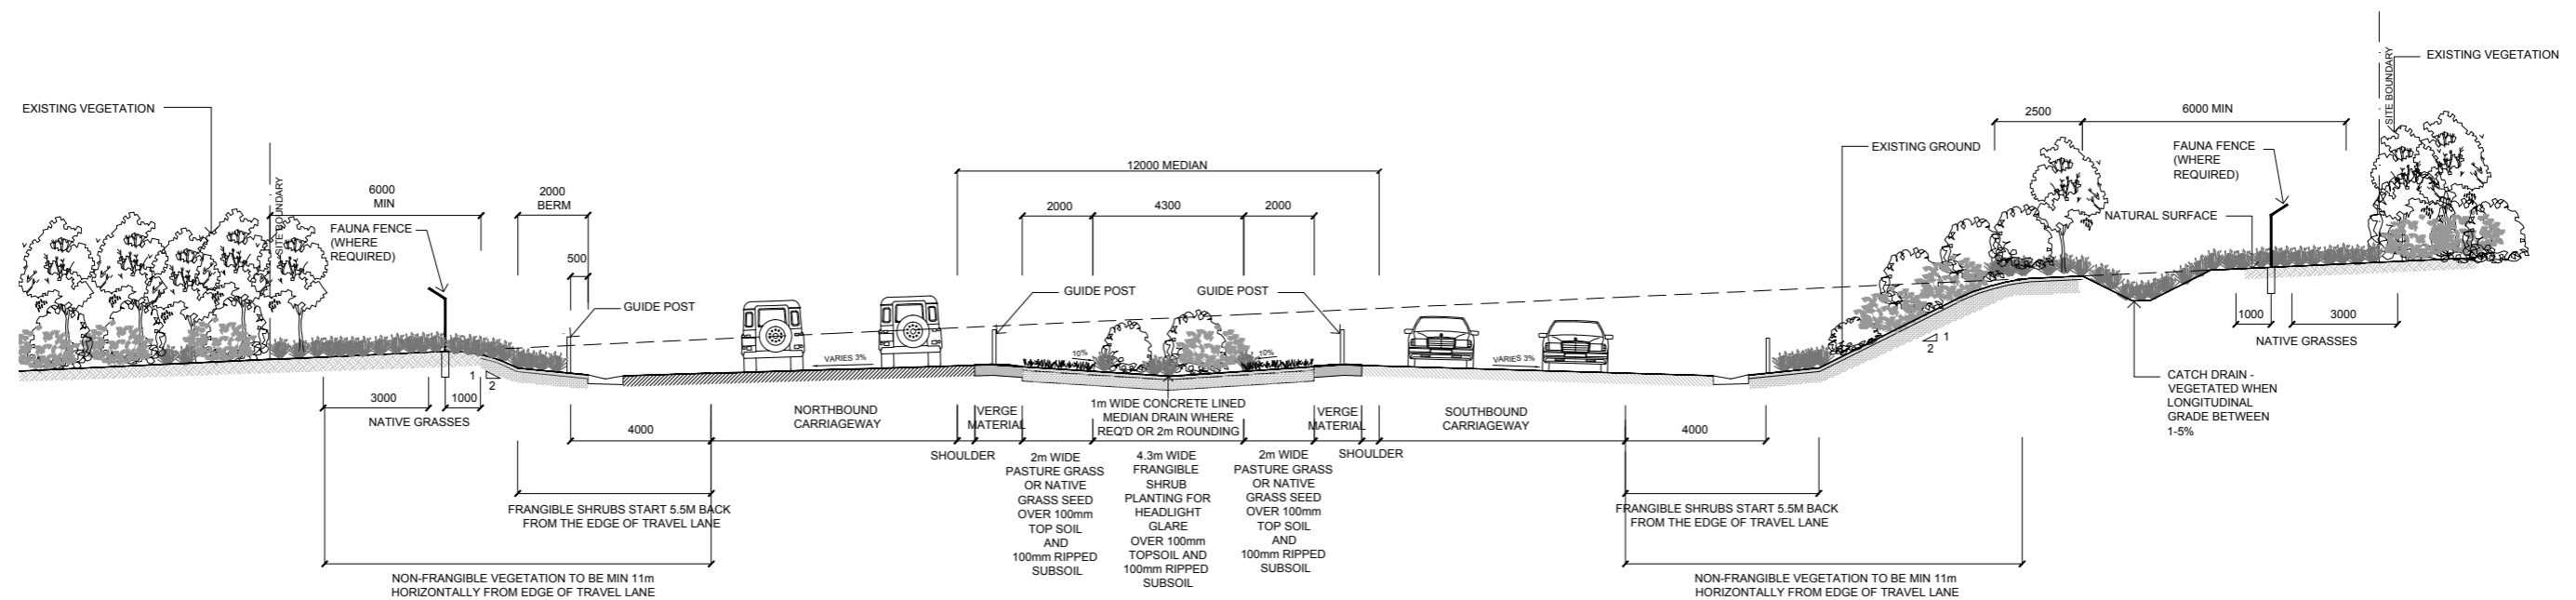 EXISTING VEGETATION
SITE BOUNDARY
6000
MIN
FAUNA FENCE
(WHERE
REQUIRED)
2000
BERM
500
GUIDE POST
1
2
3000
1000
NATIVE GRASSES
4000
FRANGIBLE SHRUBS START 5.5M BACK
FROM THE EDGE OF TRAVEL LANE
NON-FRANGIBLE VEGETATION TO BE MIN 11m
HORIZONTALLY FROM EDGE OF TRAVEL LANE
VARIES 3%
NORTHBOUND
CARRIAGEWAY
SHOULDER
VERGE
MATERIAL
12000 MEDIAN
2000
4300
2000
GUIDE POST
GUIDE POST
10%
10%
1m WIDE CONCRETE LINED
MEDIAN DRAIN WHERE
REQ'D OR 2m ROUNDING
2m WIDE
PASTURE GRASS
OR NATIVE
GRASS SEED
OVER 100mm
TOP SOIL
AND
100mm RIPPED
SUBSOIL
4.3m WIDE
FRANGIBLE
SHRUB
PLANTING FOR
HEADLIGHT
GLARE
OVER 100mm
TOPSOIL AND
100mm RIPPED
SUBSOIL
2m WIDE
PASTURE GRASS
OR NATIVE
GRASS SEED
OVER 100mm
TOP SOIL
AND
100mm RIPPED
SUBSOIL
VERGE
MATERIAL
SHOULDER
VARIES 3%
SOUTHBOUND
CARRIAGEWAY
4000
FRANGIBLE SHRUBS START 5.5M BACK
FROM THE EDGE OF TRAVEL LANE
NON-FRANGIBLE VEGETATION TO BE MIN 11m
HORIZONTALLY FROM EDGE OF TRAVEL LANE
EXISTING GROUND
1
2
2500
6000 MIN
NATURAL SURFACE
FAUNA FENCE
(WHERE
REQUIRED)
SITE BOUNDARY
EXISTING VEGETATION
1000
3000
NATIVE GRASSES
CATCH DRAIN -
VEGETATED WHEN
LONGITUDINAL
GRADE BETWEEN
1-5%